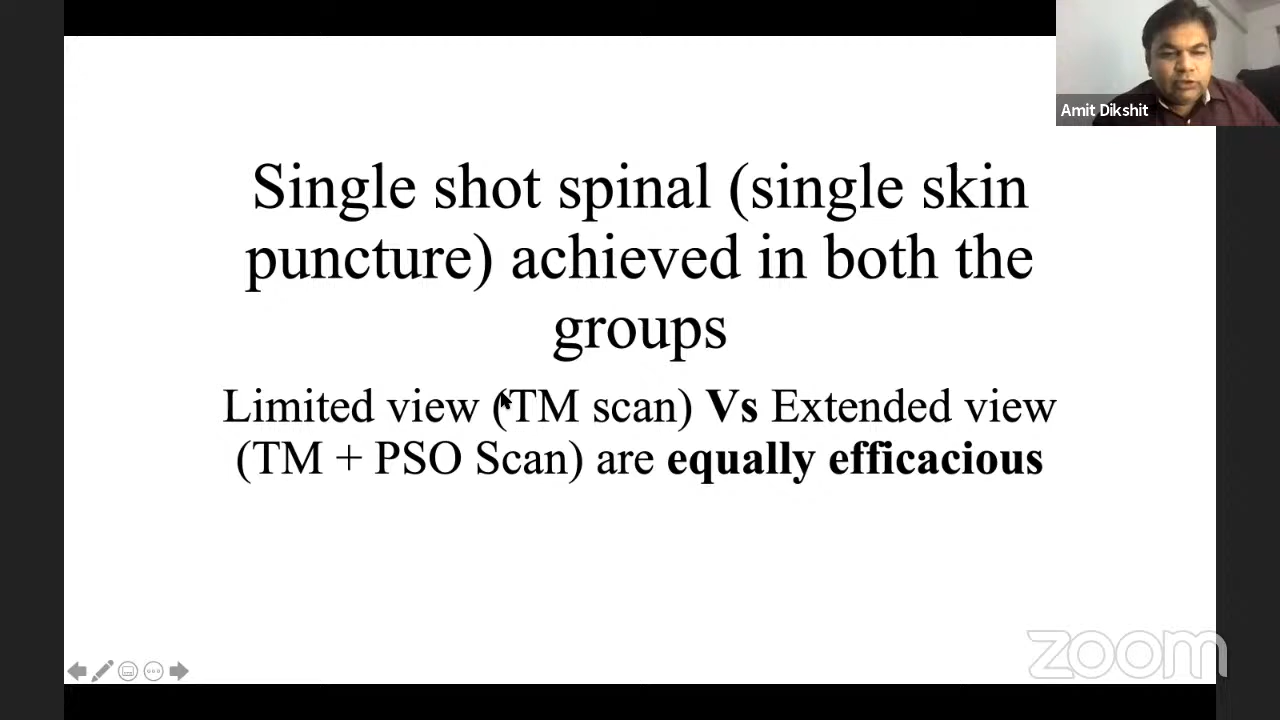 Amit Dikshit
Single shot spinal (single skin
puncture) achieved in both the
groups
Limited view (TM scan) Vs Extended view
(TM + PSO Scan) are equally efficacious
zoom